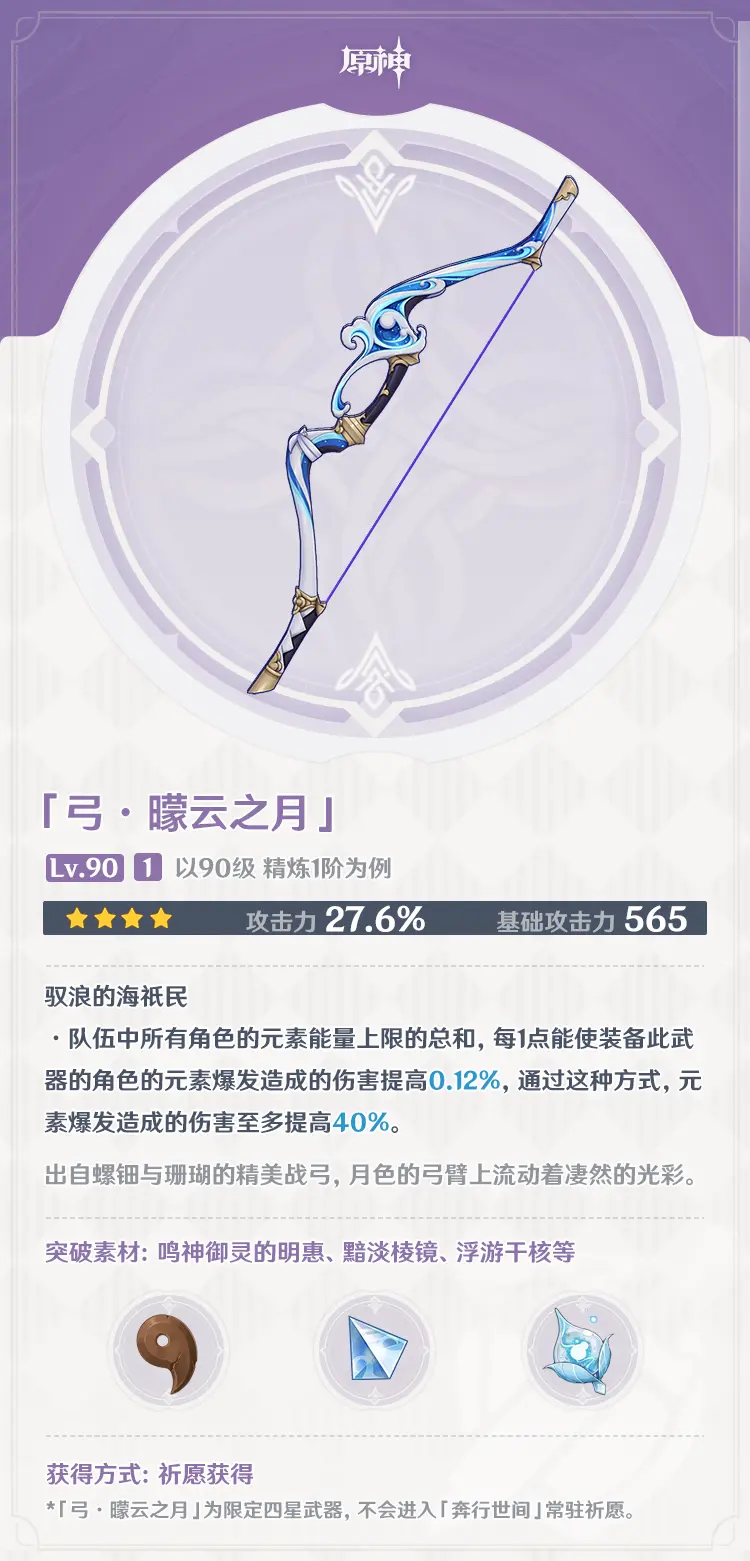 原神
「弓·曚云之月」
Lv.90 1 以90级 精炼1阶为例
攻击力 27.6% 基础攻击力 565
驭浪的海祇民
·队伍中所有角色的元素能量上限的总和，每1点能使装备此武
器的角色的元素爆发造成的伤害提高0.12%，通过这种方式，元
素爆发造成的伤害至多提高40%。
出自螺钿与珊瑚的精美战弓，月色的弓臂上流动着凄然的光彩。
突破素材：鸣神御灵的明惠、黯淡棱镜、浮游干核等
获得方式：祈愿获得
*「弓·曚云之月」为限定四星武器，不会进入「奔行世间」常驻祈愿。